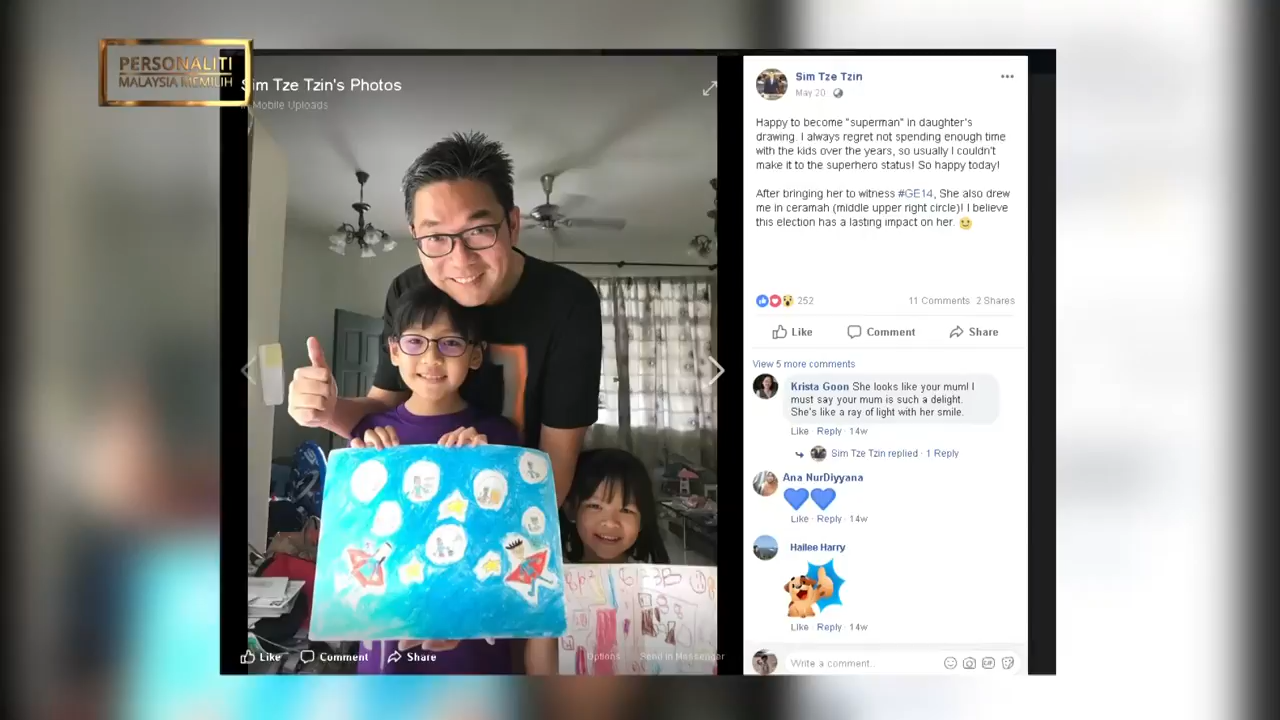 PERSONALITI
MALAYSIA MEMILIH
Sim Tze Tzin's Photos
Mobile Uploads
Like
Comment
Share
Options
Send in Messenger
Sim Tze Tzin
May 20
Happy to become "superman" in daughter's
drawing. I always regret not spending enough time
with the kids over the years, so usually I couldn't
make it to the superhero status! So happy today!
After bringing her to witness #GE14, She also drew
me in ceramah (middle upper right circle)! I believe
this election has a lasting impact on her.
252
11 Comments 2 Shares
Like
Comment
Share
View 5 more comments
Krista Goon She looks like your mum! I
must say your mum is such a delight.
She's like a ray of light with her smile.
Like · Reply · 14w
Sim Tze Tzin replied · 1 Reply
Ana NurDiyyana
Like · Reply · 14w
Hailee Harry
Like · Reply · 14w
Write a comment..
GIF